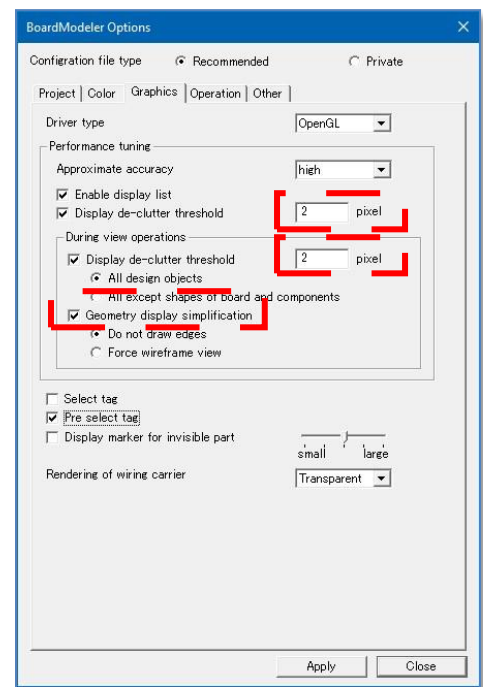 BoardModeler Options
Configration file type Recommended Private
Project Color Graphics Operation Other
Driver type OpenGL
Performance tuning
Approximate accuracy high
Enable display list
Display de-clutter threshold 2 pixel
During view operations
Display de-clutter threshold 2 pixel
All design objects
All except shapes of board and components
Geometry display simplification
Do not draw edges
Force wireframe view
Select tag
Pre select tag
Display marker for invisible part
small large
Rendering of wiring carrier Transparent
Apply Close